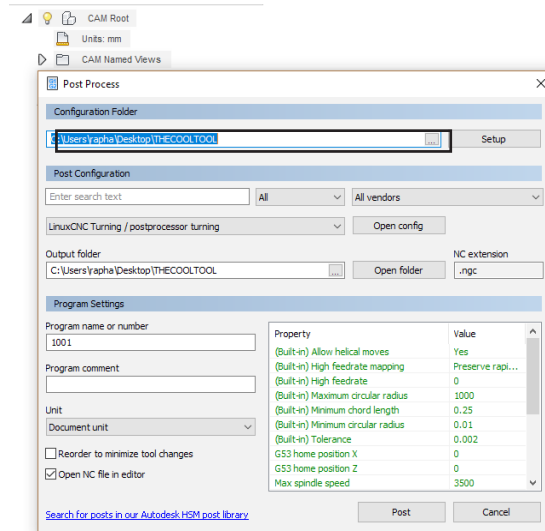 CAM Root
Units: mm
CAM Named Views
Post Process
Configuration Folder
C:\Users\rapha\Desktop\THECOOLTOOL ... Setup
Post Configuration
Enter search text All All vendors
LinuxCNC Turning / postprocessor turning Open config
Output folder NC extension
C:\Users\rapha\Desktop\THECOOLTOOL ... Open folder .ngc
Program Settings
Program name or number
1001
Program comment
Unit
Document unit
Reorder to minimize tool changes
Open NC file in editor
Property Value
(Built-in) Allow helical moves Yes
(Built-in) High feedrate mapping Preserve rapi...
(Built-in) High feedrate 0
(Built-in) Maximum circular radius 1000
(Built-in) Minimum chord length 0.25
(Built-in) Minimum circular radius 0.01
(Built-in) Tolerance 0.002
G53 home position X 0
G53 home position Z 0
Max spindle speed 3500
Search for posts in our Autodesk HSM post library Post Cancel